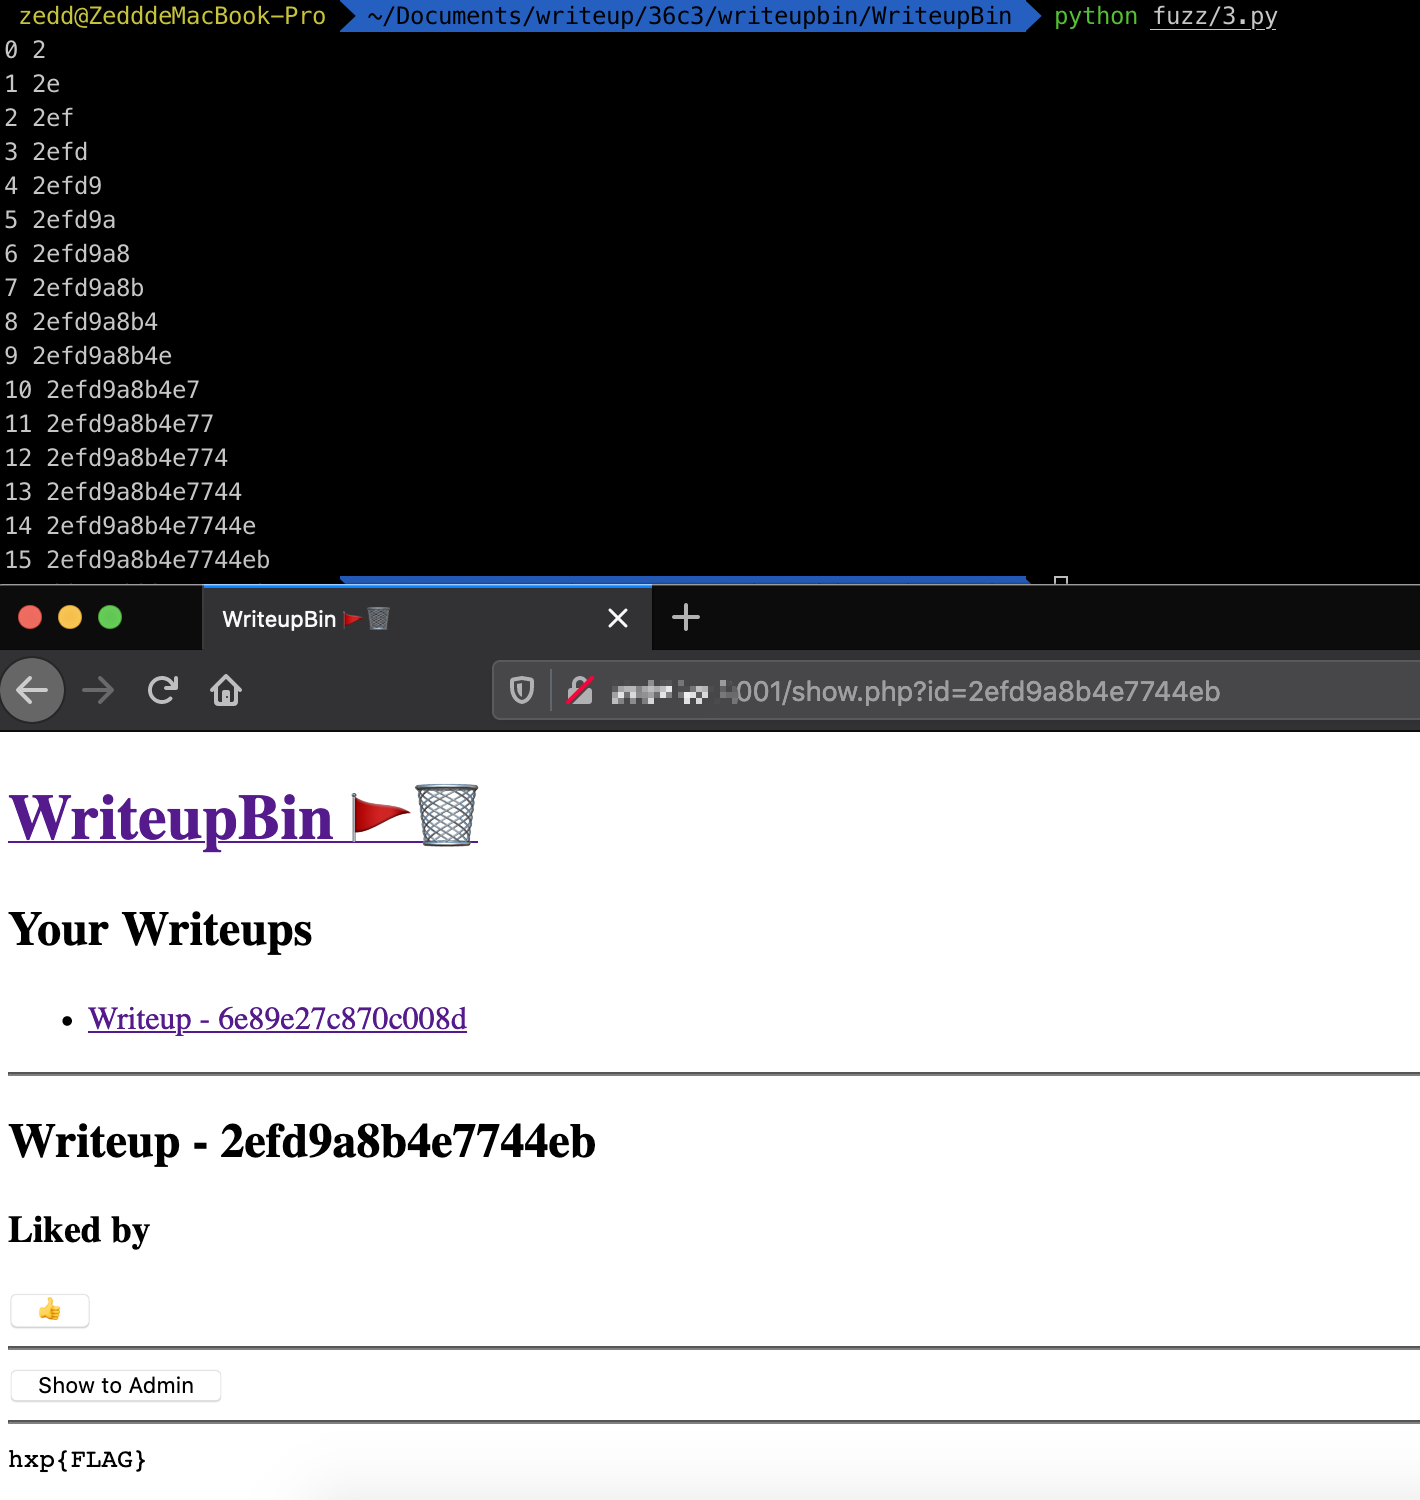 zedd@ZedddeMacBook-Pro ~/Documents/writeup/36c3/writeupbin/WriteupBin python fuzz/3.py
0 2
1 2e
2 2ef
3 2efd
4 2efd9
5 2efd9a
6 2efd9a8
7 2efd9a8b
8 2efd9a8b4
9 2efd9a8b4e
10 2efd9a8b4e7
11 2efd9a8b4e77
12 2efd9a8b4e774
13 2efd9a8b4e7744
14 2efd9a8b4e7744e
15 2efd9a8b4e7744eb
WriteupBin
001/show.php?id=2efd9a8b4e7744eb
WriteupBin
Your Writeups
Writeup - 6e89e27c870c008d
Writeup - 2efd9a8b4e7744eb
Liked by
Show to Admin
hxp{FLAG}